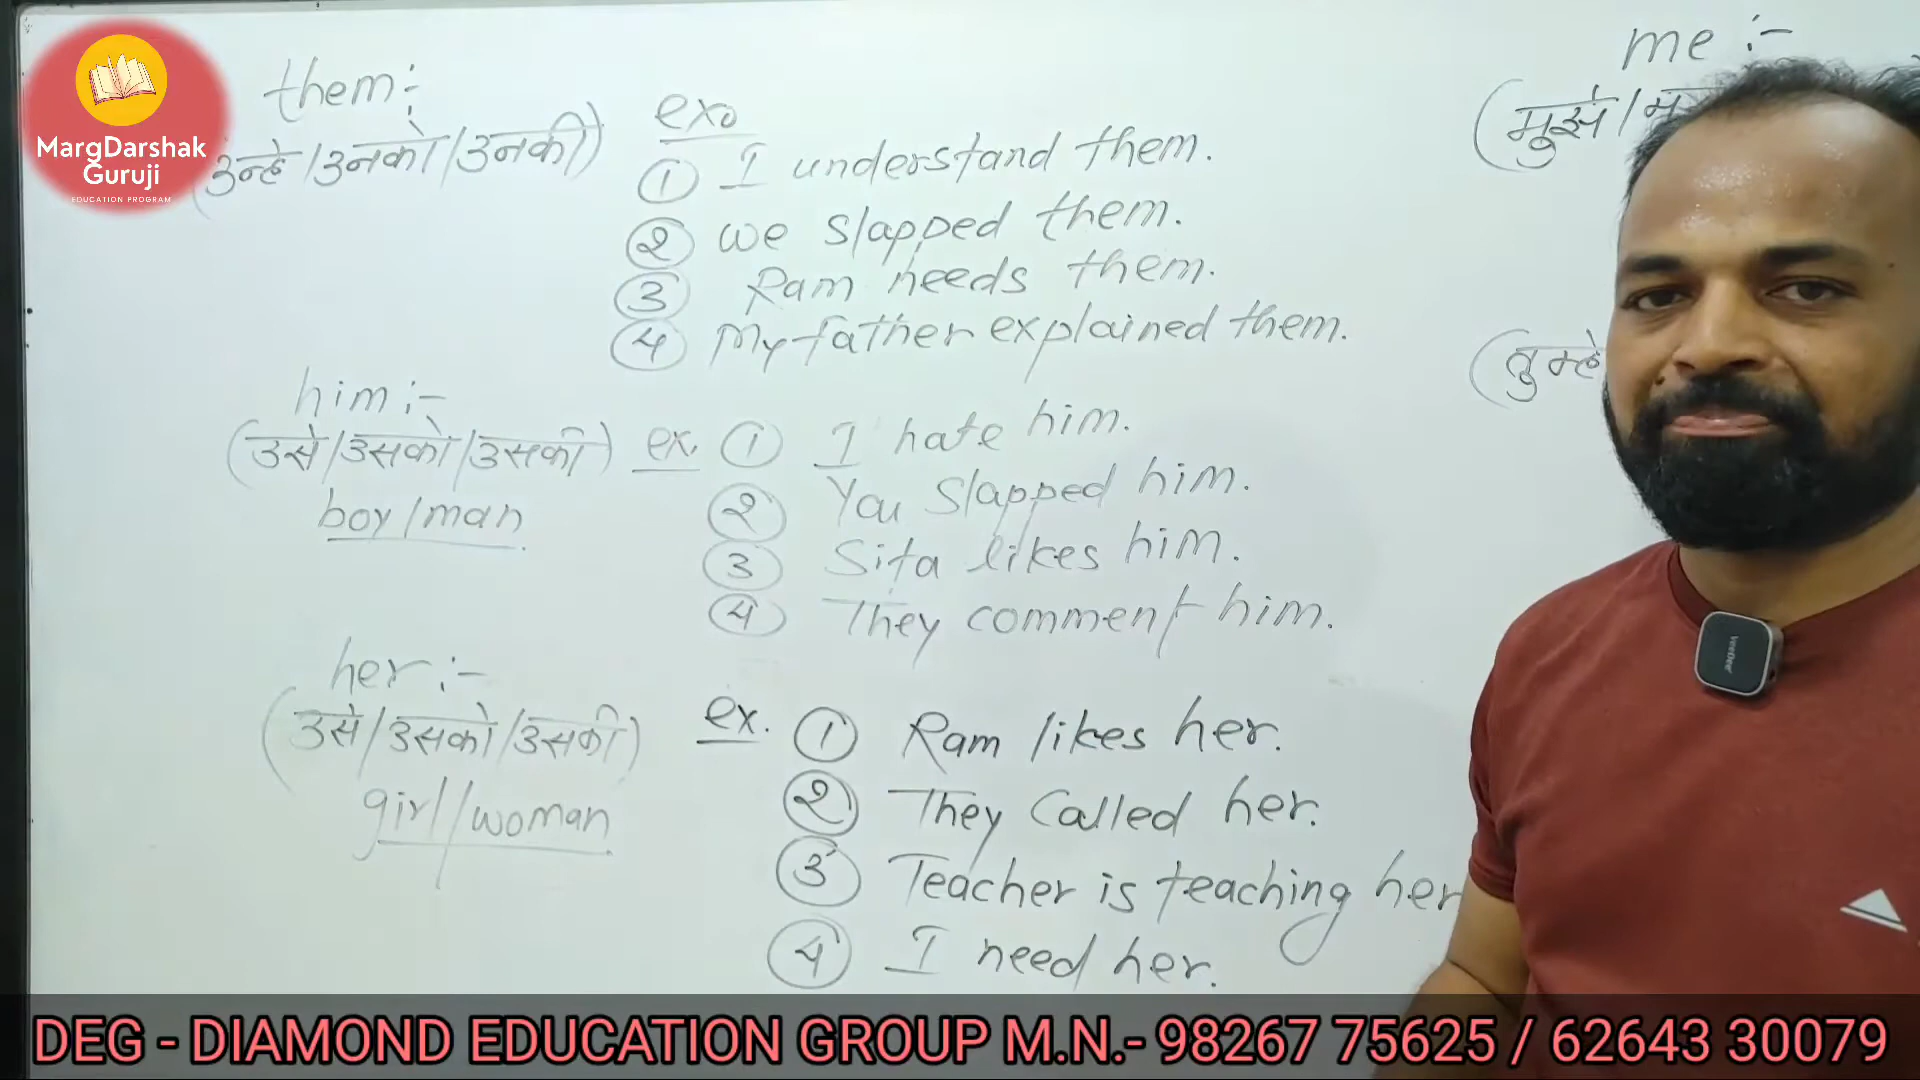 MargDarshak
Guruji
EDUCATION PROGRAM
them:-
(उन्हे/उनको/उनकी)
ex.
① I understand them.
② we slapped them.
③ Ram needs them.
④ My father explained them.
him :-
(उसे/उसको/उसकी)
boy/man
ex. ① I hate him.
② You slapped him.
③ Sita likes him.
④ They comment him.
her :-
(उसे/उसको/उसकी)
girl/woman
ex. ① Ram likes her.
② They called her.
③ Teacher is teaching her
④ I need her.
me :-
(मुझे/
(तुम्हे
DEG - DIAMOND EDUCATION GROUP M.N.- 98267 75625 / 62643 30079